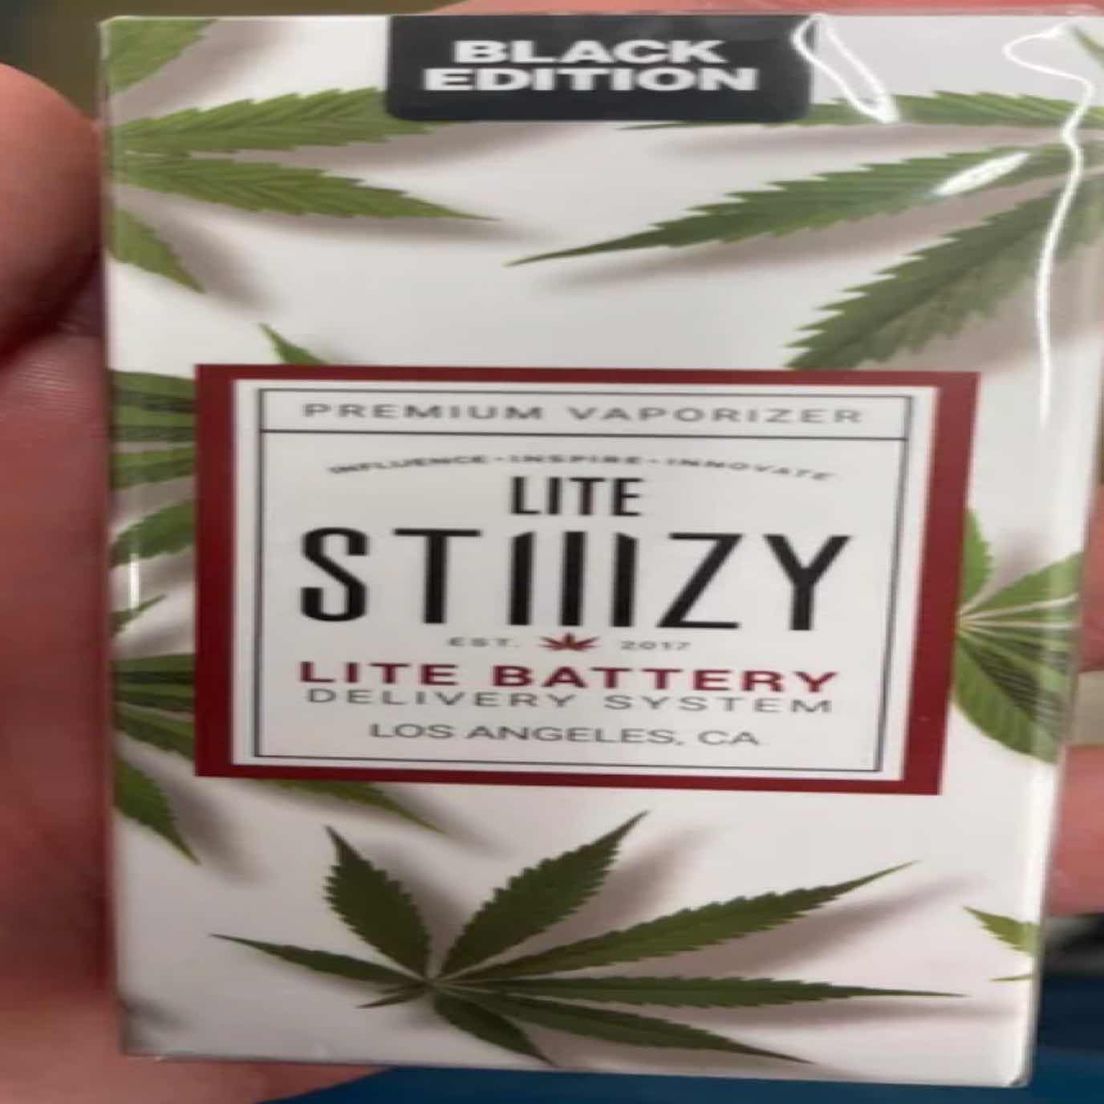 BLACK
EDITION
PREMIUM VAPORIZER
INFLUENCE • INSPIRE • INNOVATE
LITE
STIIIZY
EST. 2017
LITE BATTERY
DELIVERY SYSTEM
LOS ANGELES, CA